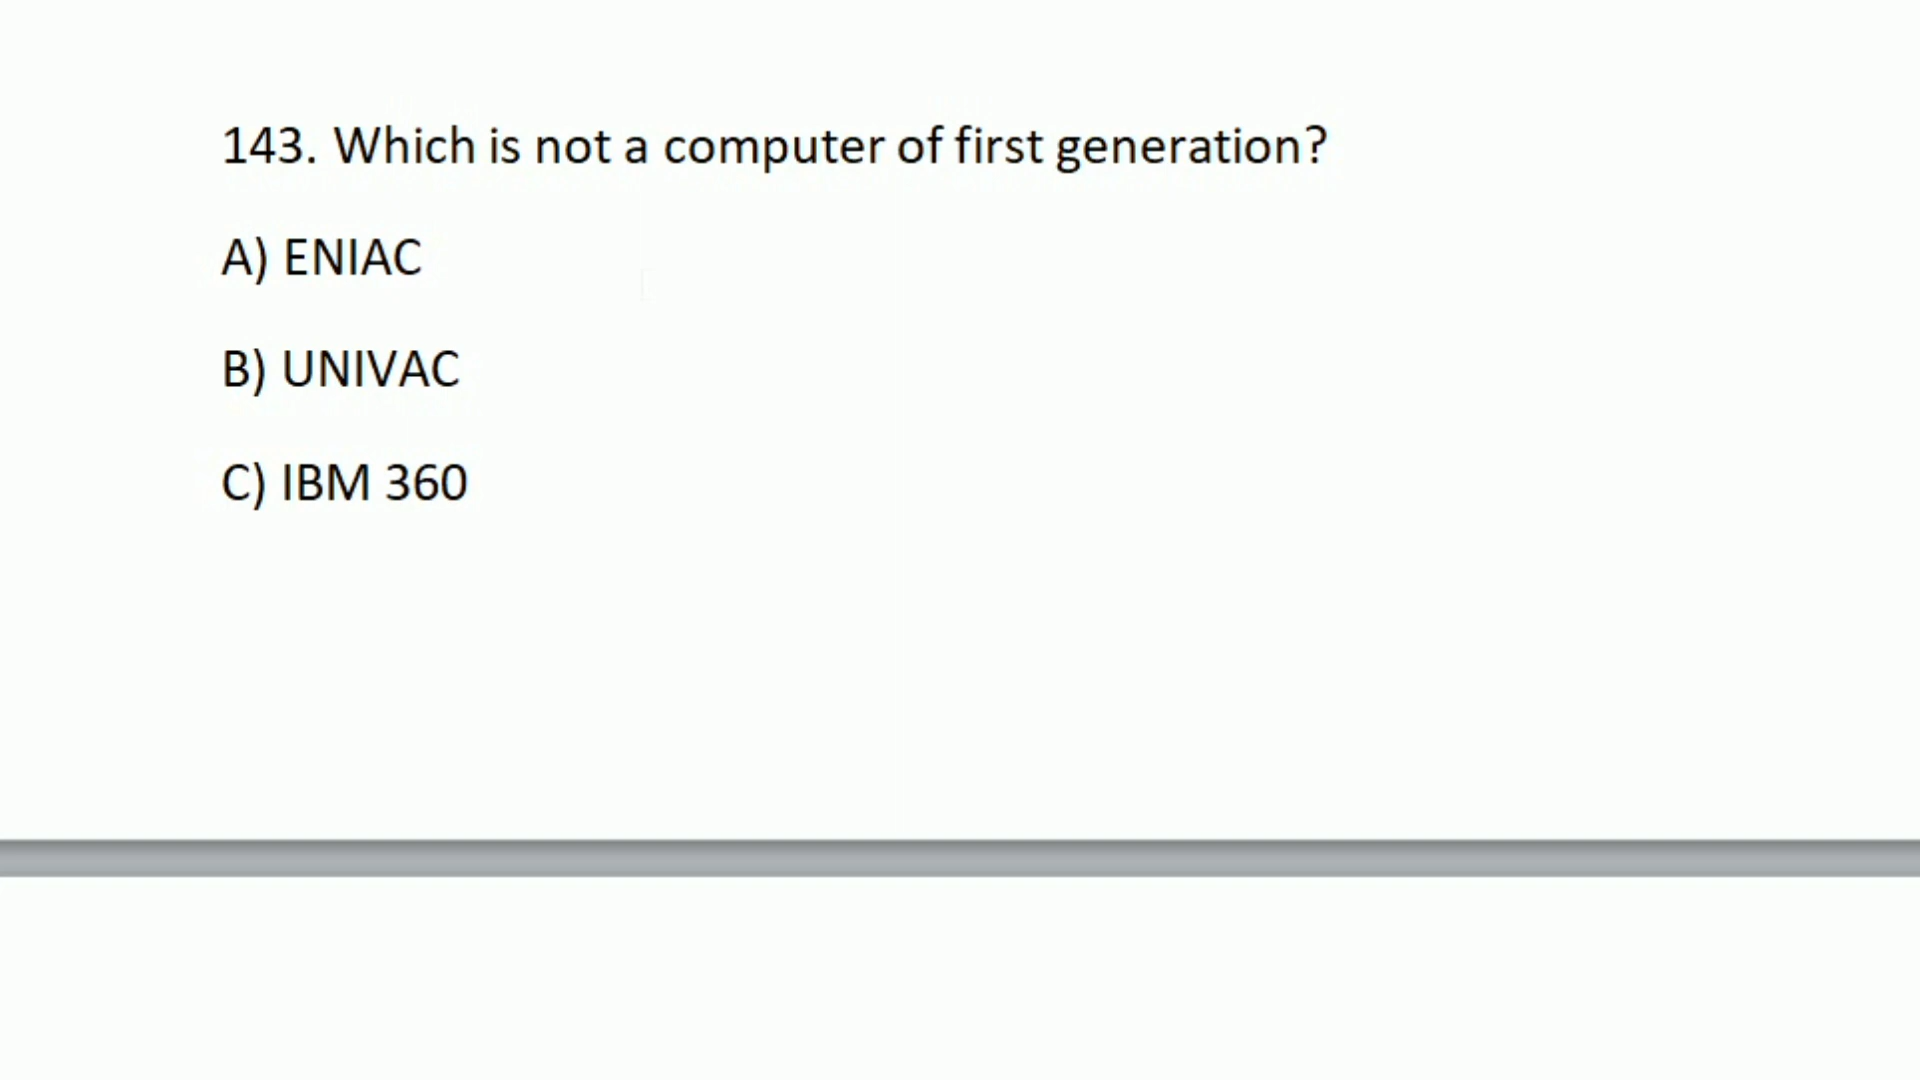 143. Which is not a computer of first generation?
A) ENIAC
B) UNIVAC
C) IBM 360